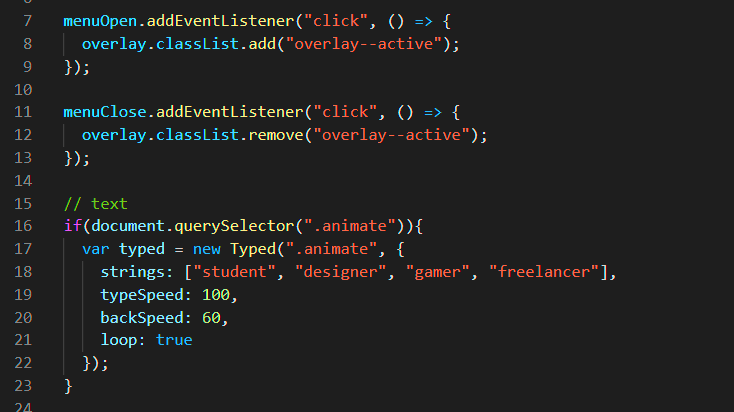 7 menuOpen.addEventListener("click", () => {
8 overlay.classList.add("overlay--active");
9 });
10
11 menuClose.addEventListener("click", () => {
12 overlay.classList.remove("overlay--active");
13 });
14
15 // text
16 if(document.querySelector(".animate")){
17 var typed = new Typed(".animate", {
18 strings: ["student", "designer", "gamer", "freelancer"],
19 typeSpeed: 100,
20 backSpeed: 60,
21 loop: true
22 });
23 }
24